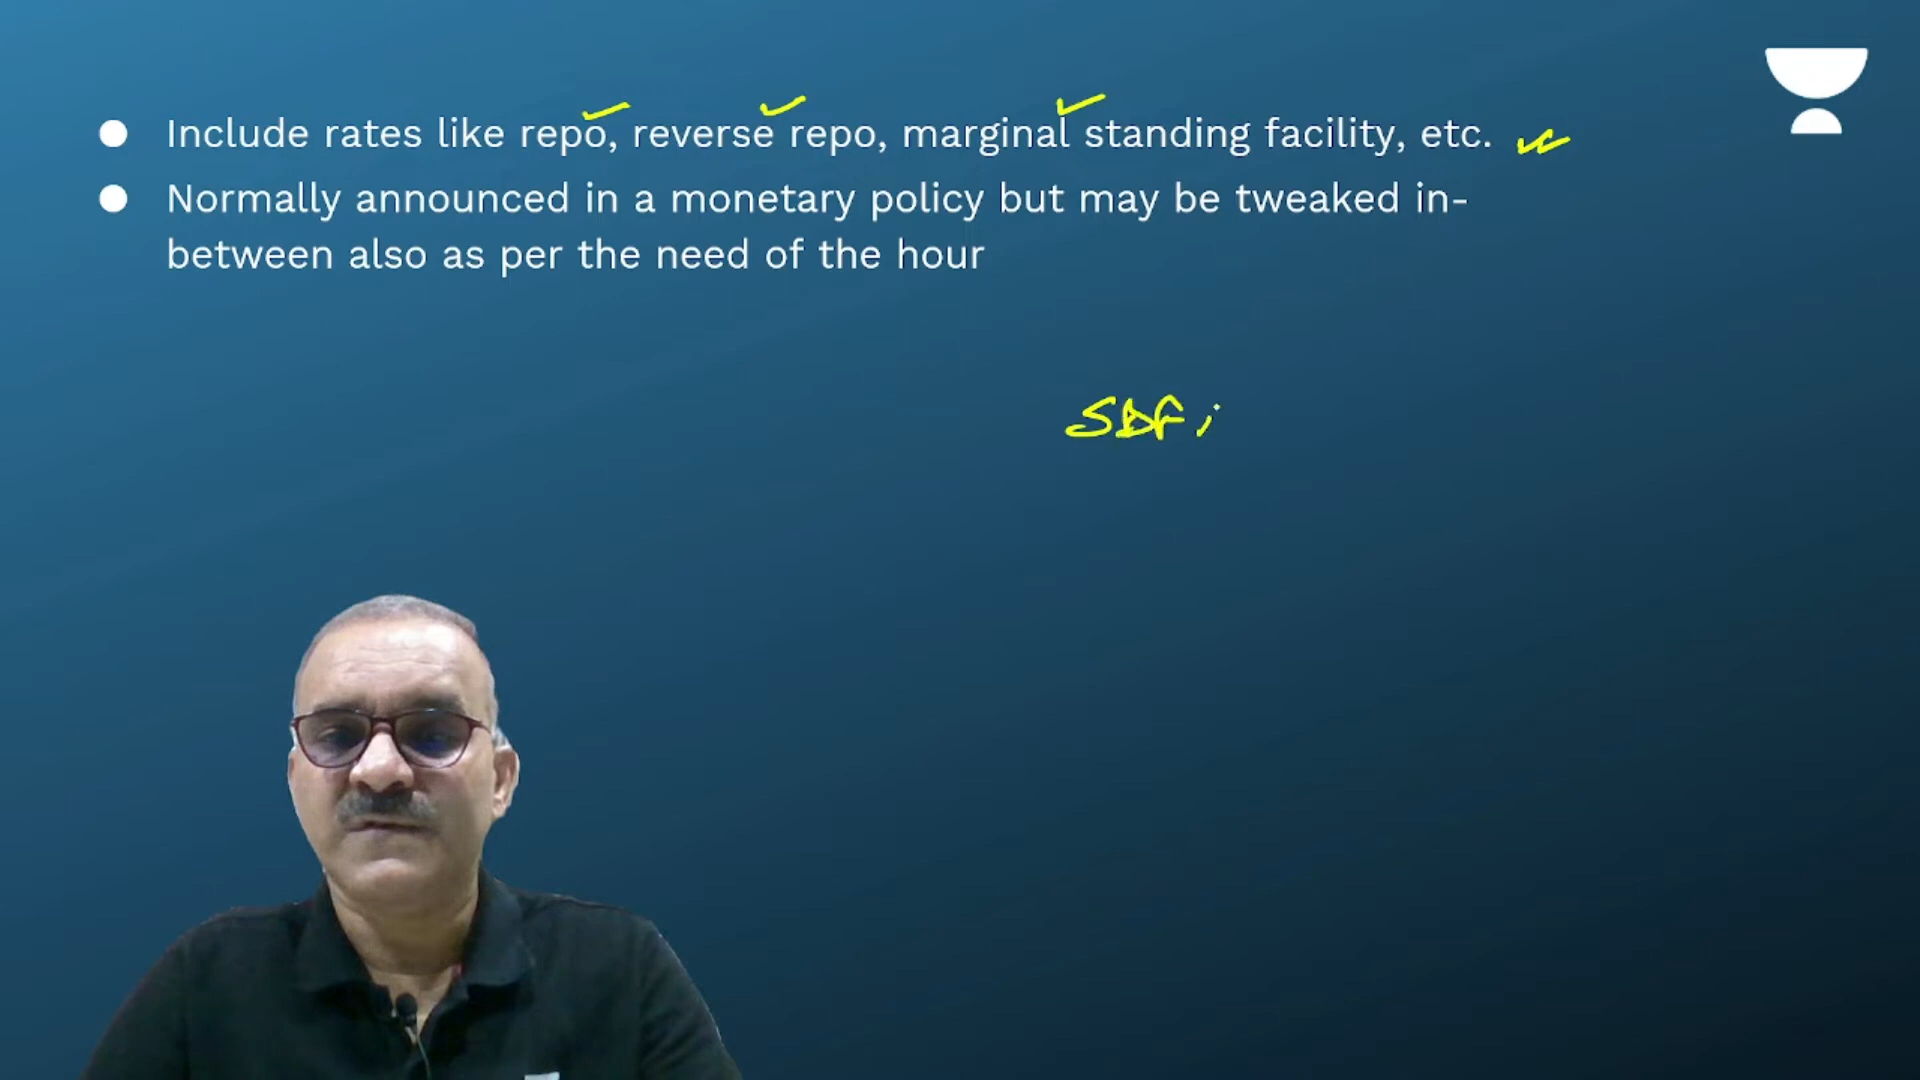 Include rates like repo, reverse repo, marginal standing facility, etc.
Normally announced in a monetary policy but may be tweaked in-
between also as per the need of the hour
SDF,